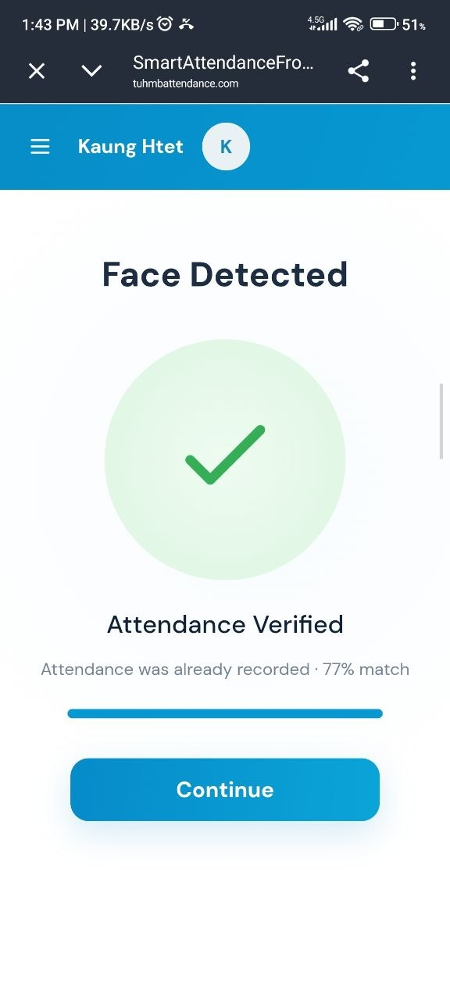 1:43 PM | 39.7KB/s
4.5G
51%
SmartAttendanceFro...
tuhmbattendance.com
Kaung Htet
K
Face Detected
Attendance Verified
Attendance was already recorded · 77% match
Continue